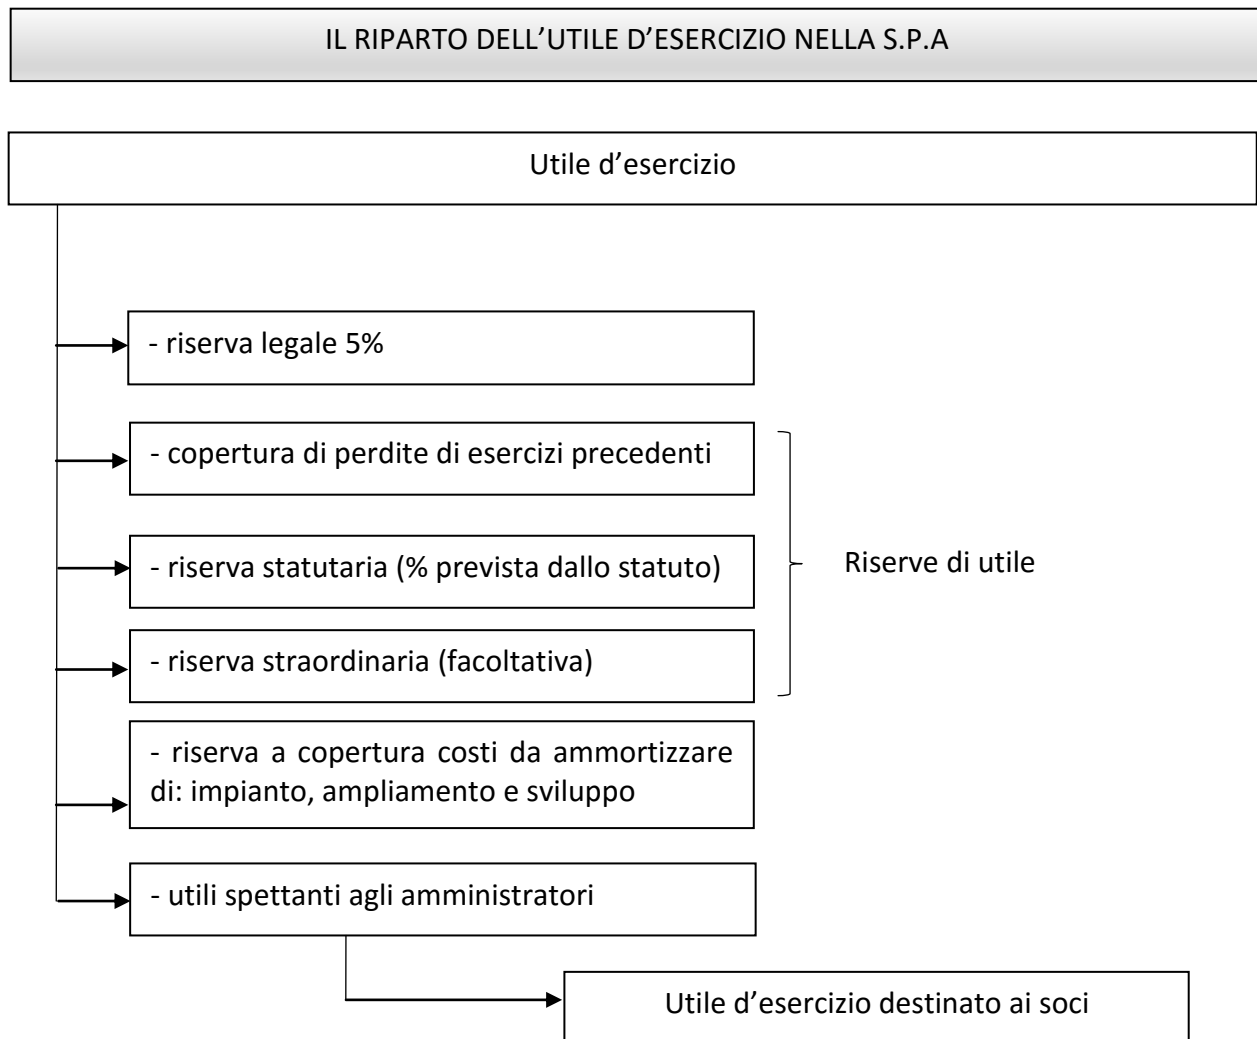 IL RIPARTO DELL’UTILE D’ESERCIZIO NELLA S.P.A
Utile d’esercizio
- riserva legale 5%
- copertura di perdite di esercizi precedenti
- riserva statutaria (% prevista dallo statuto)
Riserve di utile
- riserva straordinaria (facoltativa)
- riserva a copertura costi da ammortizzare
di: impianto, ampliamento e sviluppo
- utili spettanti agli amministratori
Utile d’esercizio destinato ai soci